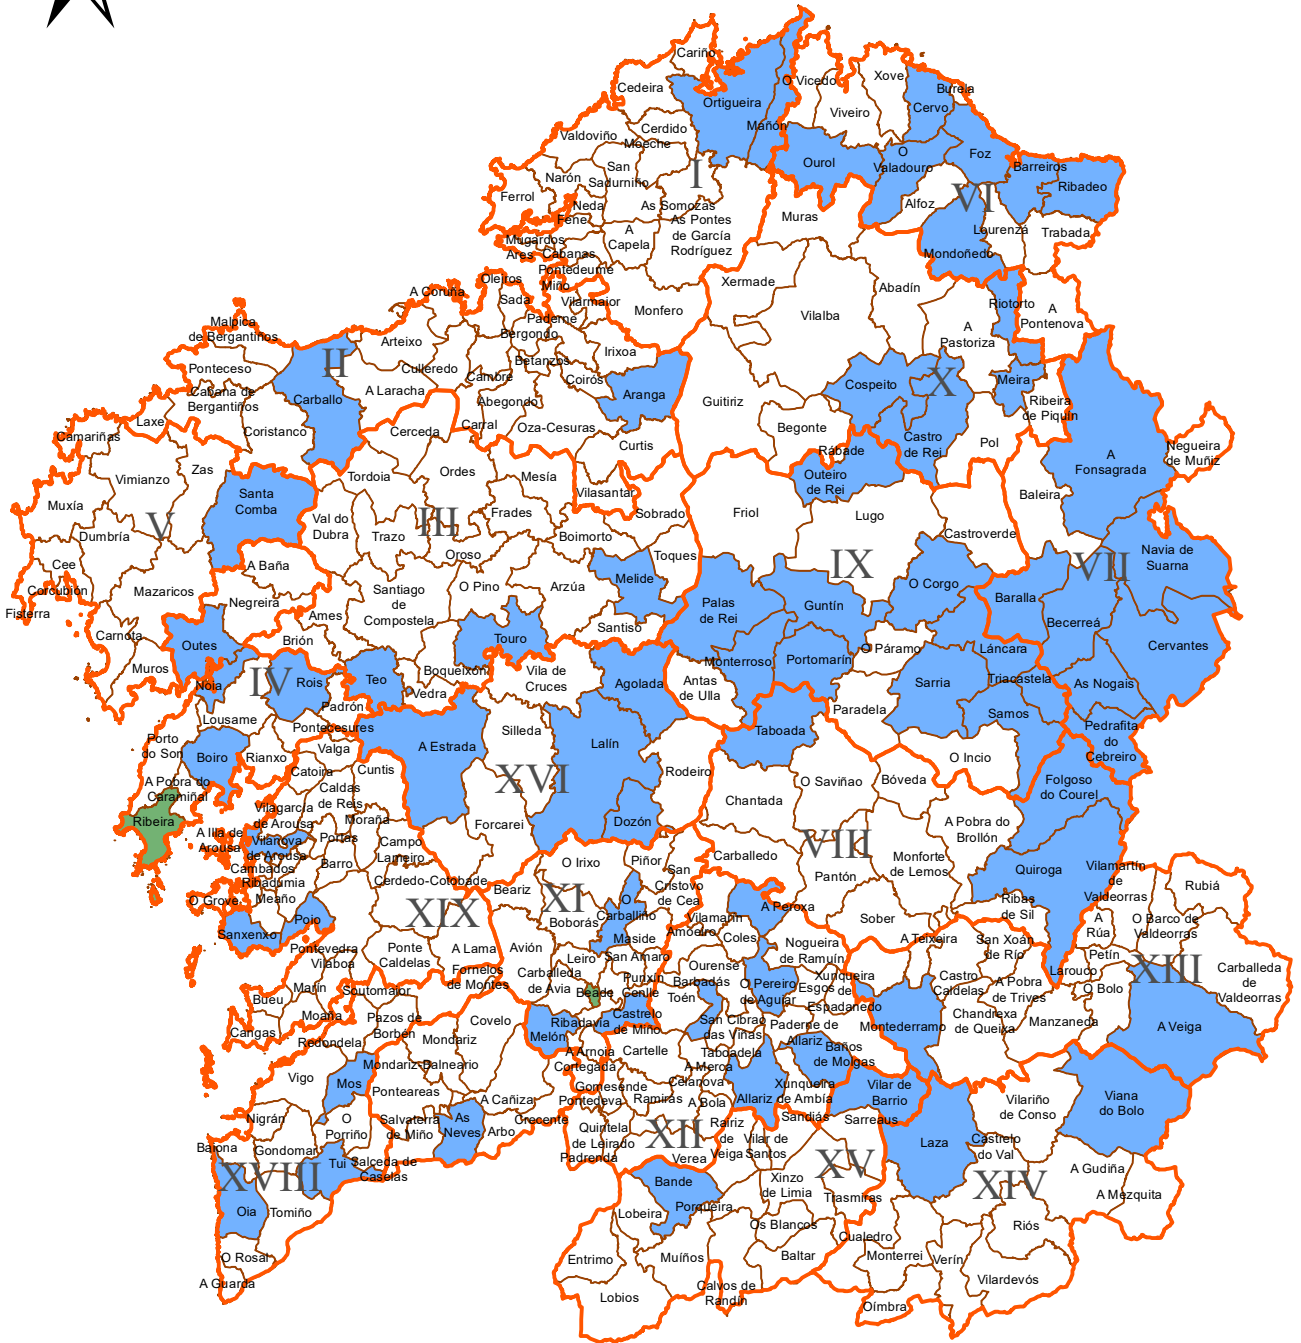 Cariño
O Vicedo
Xove
Cedeira
Burela
Ortigueira
Cervo
Viveiro
Mañón
Cerdido
Valdoviño
Moeche
O
Valadouro
Foz
Ourol
San
Sadurniño
I
Barreiros
Narón
Ribadeo
Ferrol
VI
Neda
As Somozas
Alfoz
Fene
As Pontes
de García
Rodríguez
Muras
A
Capela
Lourenzá
Trabada
Mugardos
Ares
Cabanas
Mondoñedo
Pontedeume
Oleiros
Miño
Xermade
Abadín
A Coruña
Sada
Vilarmaior
Riotorto
Monfero
A
Pontenova
Malpica
de Bergantiños
Paderne
Vilalba
Bergondo
A
Pastoriza
Arteixo
Irixoa
II
Betanzos
Ponteceso
Culleredo
Cambre
Coirós
Meira
X
Cospeito
A Laracha
Aranga
Cabana de
Bergantiños
Carballo
Abegondo
Guitiriz
Ribeira
de Piquín
Laxe
Carral
Oza-Cesuras
Begonte
Camariñas
Coristanco
Cerceda
Castro
de Rei
Pol
Curtis
Rábade
Negueira
de Muñiz
A
Fonsagrada
Zas
Ordes
Vimianzo
Tordoia
Mesía
Outeiro
de Rei
Santa
Comba
Vilasantar
Baleira
Muxía
Frades
Sobrado
Friol
Lugo
V
Val do
Dubra
III
Dumbría
Trazo
Boimorto
Castroverde
Oroso
Toques
Navia de
Suarna
Cee
A Baña
IX
VII
Corcubión
Mazaricos
O Pino
Arzúa
Melide
O Corgo
Santiago
de
Compostela
Baralla
Negreira
Palas
de Rei
Guntín
Fisterra
Ames
Becerreá
Santiso
Carnota
Brión
Touro
Outes
O Páramo
Láncara
Cervantes
Muros
Boqueixón
Monterroso
Portomarín
Vila de
Cruces
Triacastela
Noia
IV
Rois
Teo
Agolada
Antas
de Ulla
Sarria
As Nogais
Vedra
Padrón
Paradela
Samos
Lousame
Pontecesures
Silleda
Taboada
Pedrafita
do
Cebreiro
Porto
do Son
Valga
A Estrada
Lalín
Boiro
Rianxo
O Incio
Catoira
Cuntis
Rodeiro
XVI
O Saviñao
Bóveda
Folgoso
do Courel
A Pobra do
Caramiñal
Caldas
de Reis
Chantada
Vilagarcía
de Arousa
Moraña
Ribeira
Dozón
Forcarei
A Pobra do
Brollón
A Illa de
Arousa
Vilanova
de Arousa
Portas
Campo
Lameiro
VIII
Carballedo
Monforte
de Lemos
Barro
O Irixo
Piñor
Cambados
San
Cristovo
de Cea
Pantón
Quiroga
Vilamartín
de
Valdeorras
Ribadumia
Cerdedo-Cotobade
Beariz
Rubiá
O Grove
Meaño
XI
O
Carballiño
A Peroxa
Ribas
de Sil
XIX
Poio
Boborás
Vilamarín
Sober
A
Rúa
O Barco de
Valdeorras
Sanxenxo
Amoeiro
Coles
A Teixeira
San Xoán
de Río
Pontevedra
Maside
Nogueira
de Ramuín
Ponte
Caldelas
A Lama
Avión
Petín
Vilaboa
Leiro
San Amaro
Larouco
XIII
Ourense
Carballeda
de
Valdeorras
Fornelos
de Montes
Carballeda
de Avia
Punxín
Barbadás
Xunqueira
de
Espadanedo
Castro
Caldelas
A Pobra
de Trives
O Bolo
Marín
Soutomaior
Beade
Cenlle
Toén
O Pereiro
de Aguiar
Esgos
Bueu
Moaña
Pazos de
Borbén
Covelo
Ribadavia
Castrelo
de Miño
San Cibrao
das Viñas
Paderne de
Allariz
Montederramo
Chandrexa
de Queixa
Manzaneda
A Veiga
Cangas
Redondela
Mondariz
Melón
Baños
de Molgas
A Arnoia
Cartelle
Taboadela
Mondariz-Balneario
Cortegada
A Merca
Vigo
Celanova
Mos
Ponteareas
Gomesende
Xunqueira
de Ambía
Vilar de
Barrio
Viana
do Bolo
A Cañiza
Pontedeva
Ramirás
A Bola
Allariz
Vilariño
de Conso
Nigrán
O
Porriño
Salvaterra
de Miño
As
Neves
Crecente
Sandiás
Sarreaus
Arbo
Quintela
de Leirado
XII
Rairiz
de
Veiga
Vilar de
Santos
Laza
Castrelo
do Val
Baiona
Gondomar
Padrenda
Verea
Tui
Salceda de
Caselas
XV
A Gudiña
XVIII
Bande
Xinzo
de Limia
XIV
Trasmiras
A Mezquita
Oia
Tomiño
Lobeira
Porqueira
Os Blancos
Riós
Cualedro
O Rosal
Entrimo
Muíños
Baltar
Monterrei
Verín
Vilardevós
A Guarda
Lobios
Calvos de
Randín
Oímbra